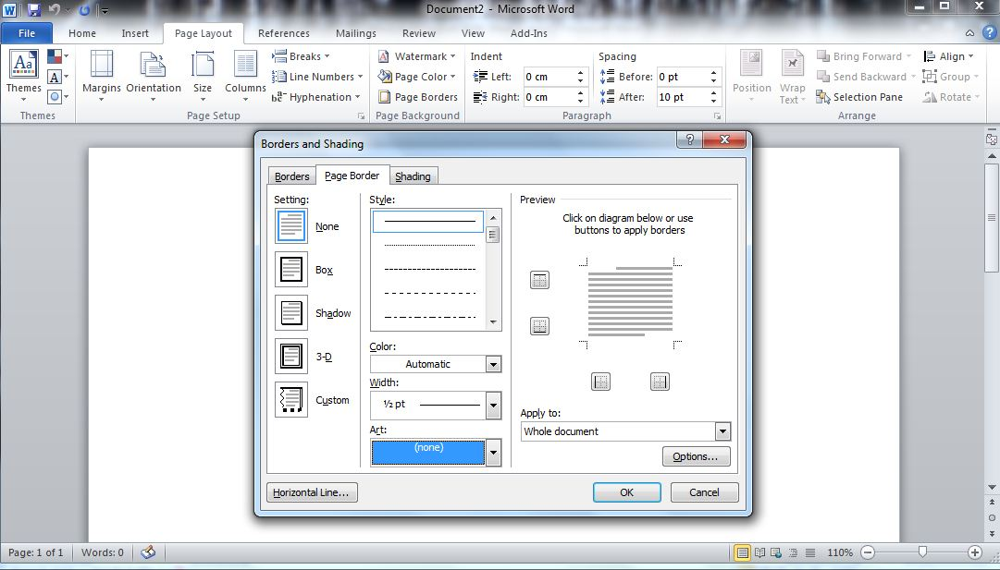 Document2 - Microsoft Word
File Home Insert Page Layout References Mailings Review View Add-Ins
Themes
Themes
Margins Orientation Size Columns
Breaks
Line Numbers
Hyphenation
Page Setup
Watermark
Page Color
Page Borders
Page Background
Indent
Left: 0 cm
Right: 0 cm
Spacing
Before: 0 pt
After: 10 pt
Paragraph
Position
Wrap
Text
Bring Forward
Send Backward
Selection Pane
Align
Group
Rotate
Arrange
Borders and Shading
Borders Page Border Shading
Setting:
None
Box
Shadow
3-D
Custom
Style:
Color:
Automatic
Width:
½ pt
Art:
(none)
Preview
Click on diagram below or use
buttons to apply borders
Apply to:
Whole document
Options...
Horizontal Line...
OK
Cancel
Page: 1 of 1 Words: 0 110%